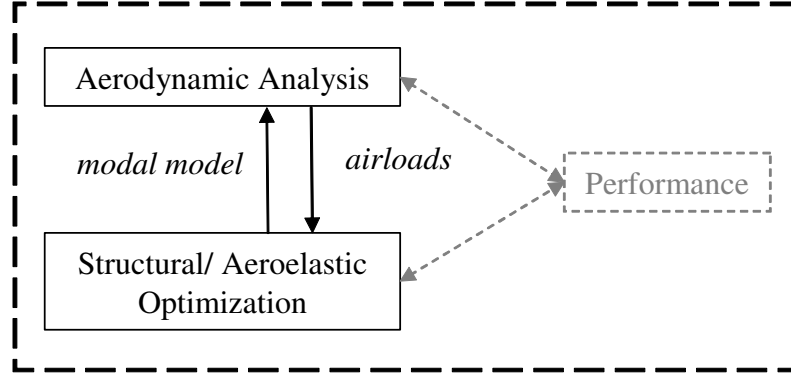 Aerodynamic Analysis
modal model
airloads
Performance
Structural/ Aeroelastic
Optimization